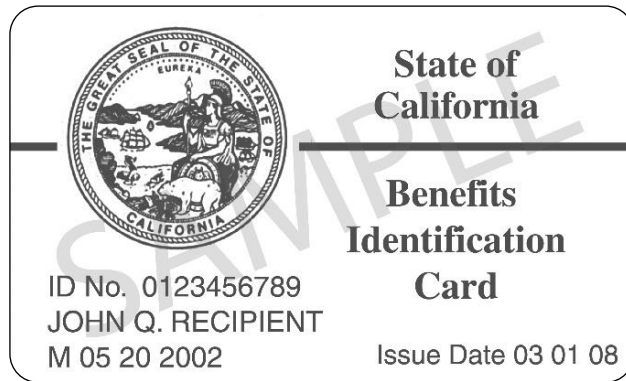 THE GREAT SEAL OF THE STATE OF CALIFORNIA
EUREKA
State of
California
Benefits
Identification
Card
ID No. 0123456789
JOHN Q. RECIPIENT
M 05 20 2002
Issue Date 03 01 08
SAMPLE